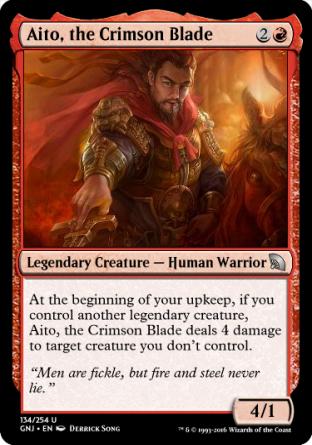 Aito, the Crimson Blade 2
Legendary Creature — Human Warrior
At the beginning of your upkeep, if you
control another legendary creature,
Aito, the Crimson Blade deals 4 damage
to target creature you don't control.
“Men are fickle, but fire and steel never
lie.”
4/1
134/254 U
GNJ • EN Derrick Song
™ & © 1993-2016 Wizards of the Coast